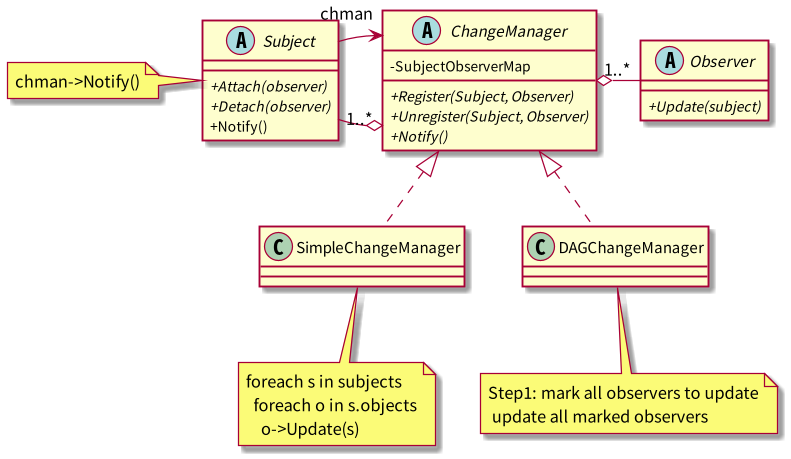 chman
A Subject
+Attach(observer)
+Detach(observer)
+Notify()
chman->Notify()
1..*
A ChangeManager
-SubjectObserverMap
+Register(Subject, Observer)
+Unregister(Subject, Observer)
+Notify()
1..*
A Observer
+Update(subject)
C SimpleChangeManager
C DAGChangeManager
foreach s in subjects
foreach o in s.objects
o->Update(s)
Step1: mark all observers to update
update all marked observers